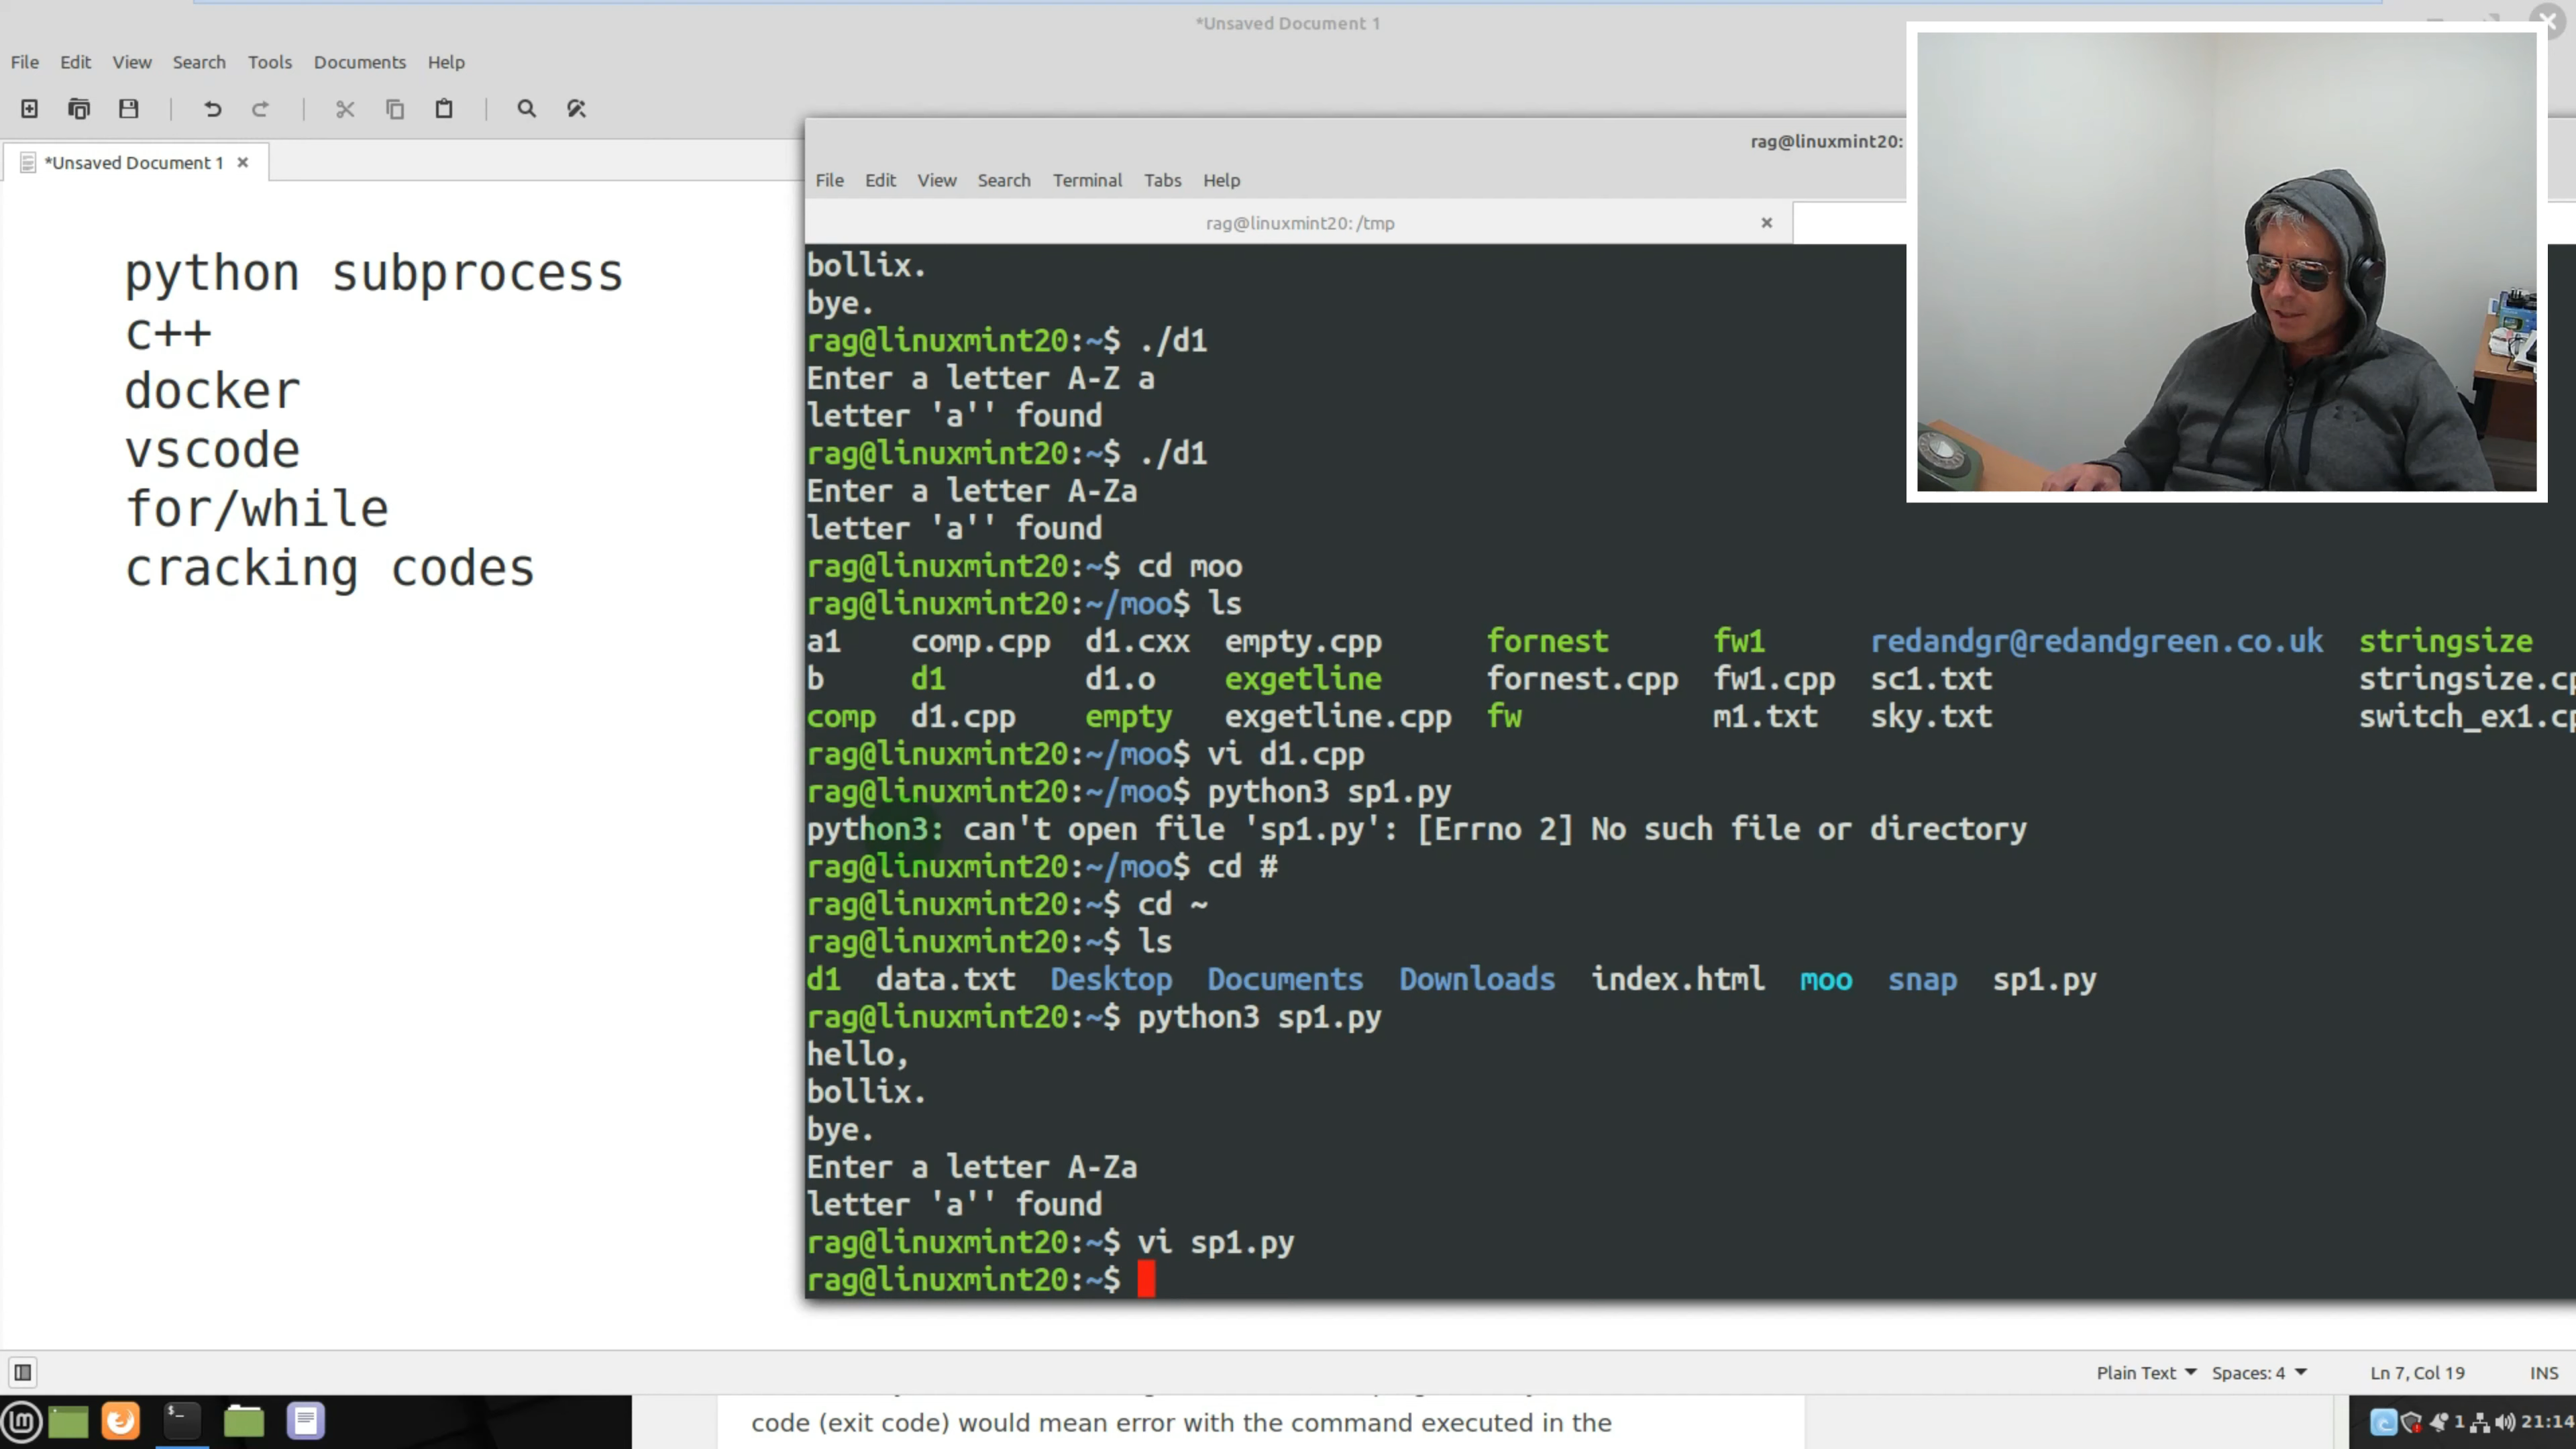 *Unsaved Document 1
File Edit View Search Tools Documents Help
*Unsaved Document 1
python subprocess
c++
docker
vscode
for/while
cracking codes
rag@linuxmint20:
File Edit View Search Terminal Tabs Help
rag@linuxmint20: /tmp
bollix.
bye.
rag@linuxmint20:~$ ./d1
Enter a letter A-Z a
letter 'a'' found
rag@linuxmint20:~$ ./d1
Enter a letter A-Za
letter 'a'' found
rag@linuxmint20:~$ cd moo
rag@linuxmint20:~/moo$ ls
a1 comp.cpp d1.cxx empty.cpp fornest fw1 redandgr@redandgreen.co.uk stringsize
b d1 d1.o exgetline fornest.cpp fw1.cpp sc1.txt stringsize.cp
comp d1.cpp empty exgetline.cpp fw m1.txt sky.txt switch_ex1.cp
rag@linuxmint20:~/moo$ vi d1.cpp
rag@linuxmint20:~/moo$ python3 sp1.py
python3: can't open file 'sp1.py': [Errno 2] No such file or directory
rag@linuxmint20:~/moo$ cd #
rag@linuxmint20:~$ cd ~
rag@linuxmint20:~$ ls
d1 data.txt Desktop Documents Downloads index.html moo snap sp1.py
rag@linuxmint20:~$ python3 sp1.py
hello,
bollix.
bye.
Enter a letter A-Za
letter 'a'' found
rag@linuxmint20:~$ vi sp1.py
rag@linuxmint20:~$
Plain Text Spaces: 4 Ln 7, Col 19 INS
code (exit code) would mean error with the command executed in the
1 21:14